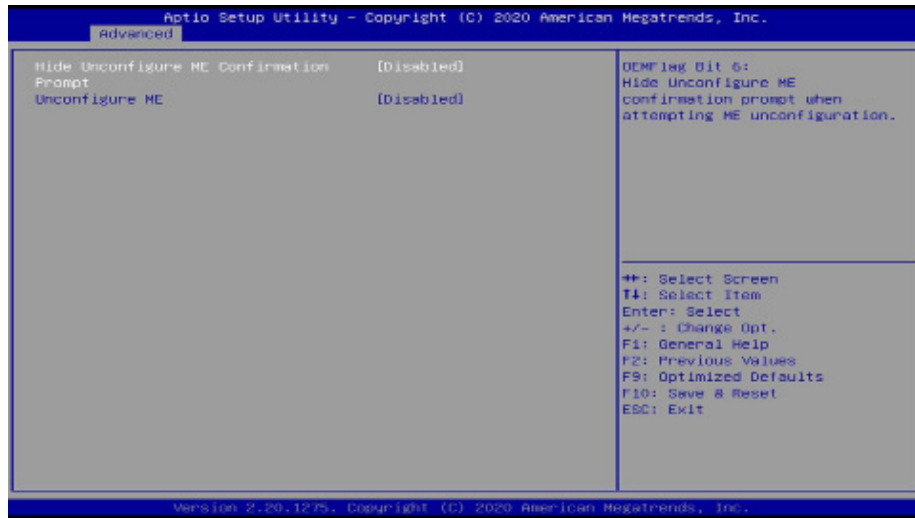 Aptio Setup Utility – Copyright (C) 2020 American Megatrends, Inc.
Advanced
Hide Unconfigure ME Confirmation [Disabled]
Prompt
Unconfigure ME [Disabled]
OEMFlag Bit 6:
Hide Unconfigure ME
confirmation prompt when
attempting ME unconfiguration.
→←: Select Screen
↑↓: Select Item
Enter: Select
+/- : Change Opt.
F1: General Help
F2: Previous Values
F9: Optimized Defaults
F10: Save & Reset
ESC: Exit
Version 2.20.1275. Copyright (C) 2020 American Megatrends, Inc.